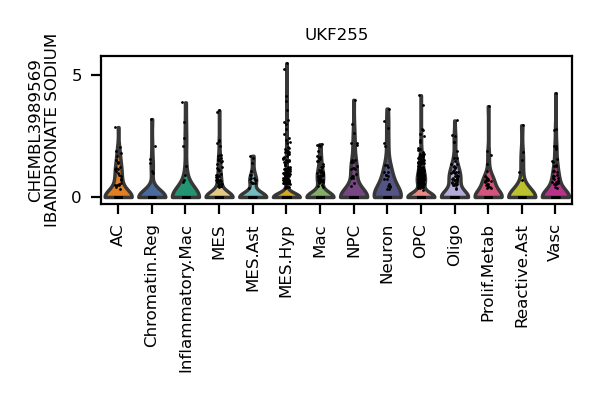 UKF255
CHEMBL3989569
IBANDRONATE SODIUM
5
0
AC
Chromatin.Reg
Inflammatory.Mac
MES
MES.Ast
MES.Hyp
Mac
NPC
Neuron
OPC
Oligo
Prolif.Metab
Reactive.Ast
Vasc